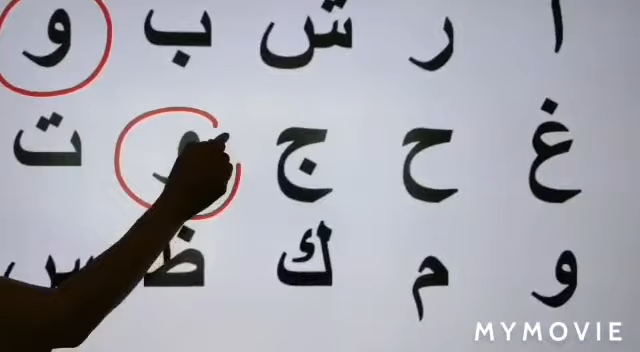 ا ر ش ب و
غ ح ج و ت
و م ك ظ س
MYMOVIE